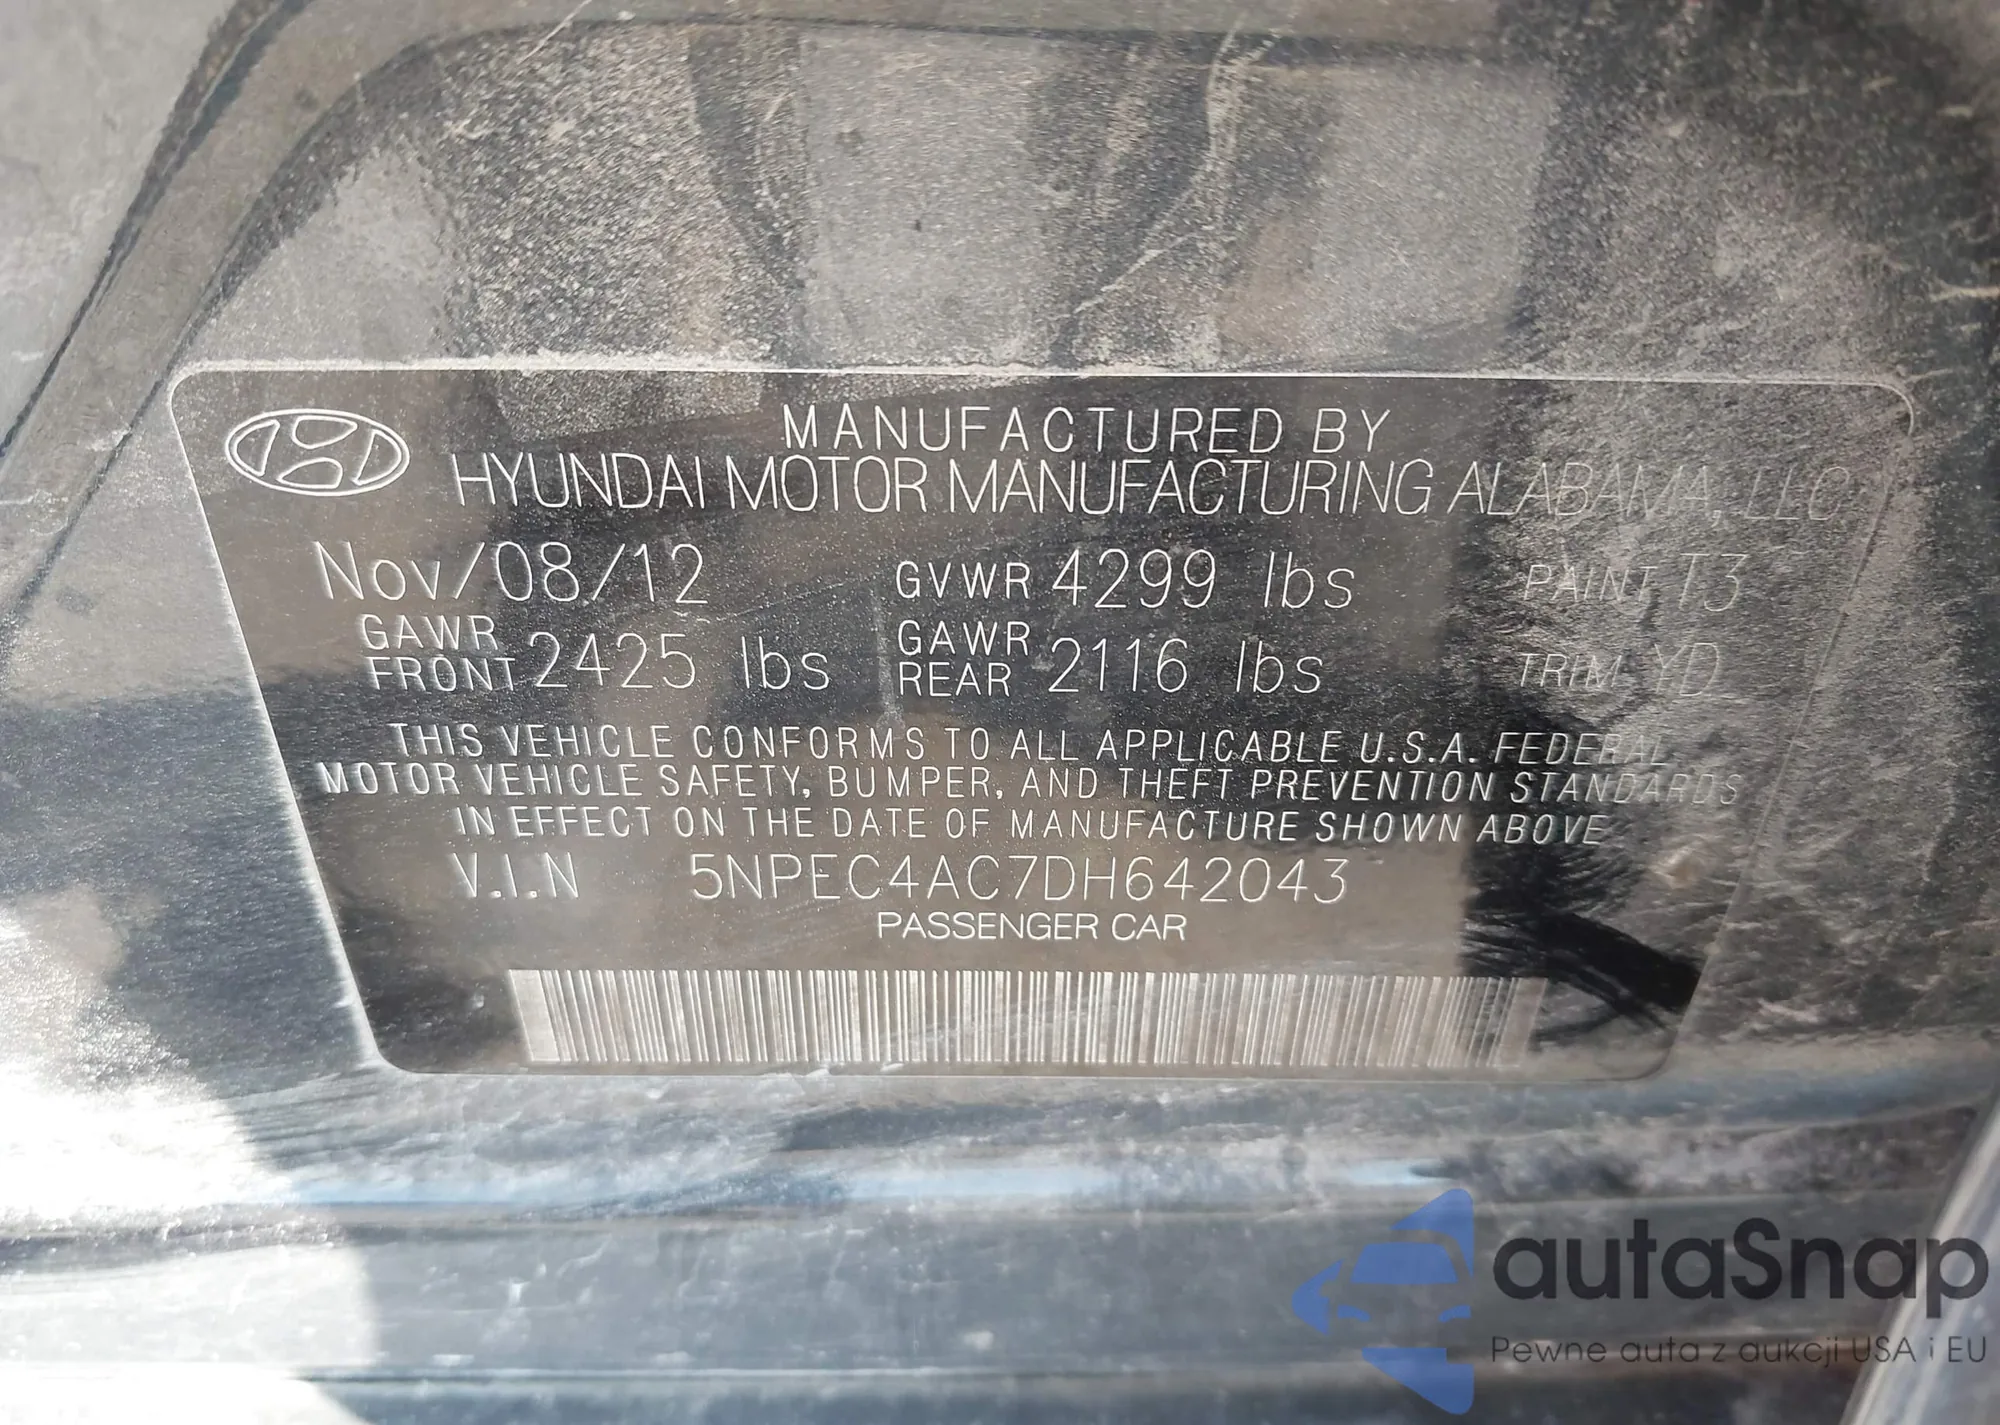 MANUFACTURED BY
HYUNDAI MOTOR MANUFACTURING ALABAMA, LLC
Nov/08/12 GVWR 4299 lbs PAINT T3
GAWR FRONT 2425 lbs GAWR REAR 2116 lbs TRIM YD
THIS VEHICLE CONFORMS TO ALL APPLICABLE U.S.A. FEDERAL
MOTOR VEHICLE SAFETY, BUMPER, AND THEFT PREVENTION STANDARDS
IN EFFECT ON THE DATE OF MANUFACTURE SHOWN ABOVE
V.I.N 5NPEC4AC7DH642043
PASSENGER CAR
autaSnap
Pewne auta z aukcji USA i EU